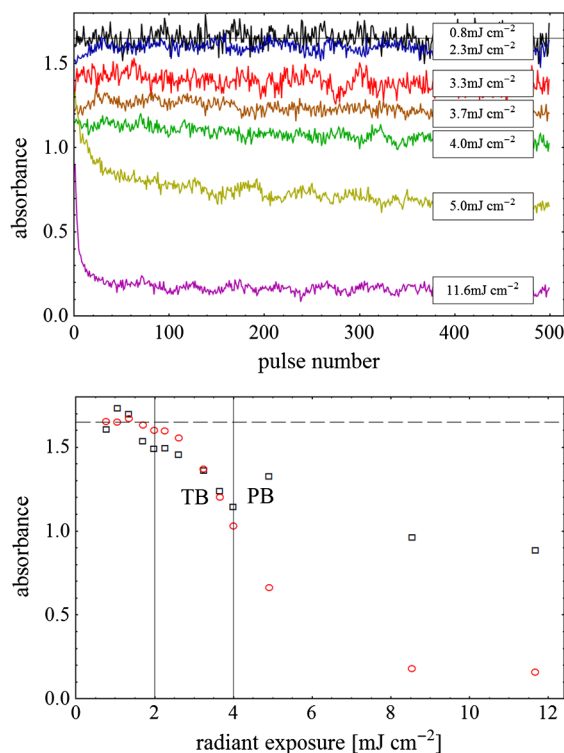 0.8mJ cm⁻²
2.3mJ cm⁻²
3.3mJ cm⁻²
3.7mJ cm⁻²
4.0mJ cm⁻²
5.0mJ cm⁻²
11.6mJ cm⁻²
absorbance
1.5
1.0
0.5
0.0
0 100 200 300 400 500
pulse number
absorbance
1.5
1.0
0.5
0.0
TB PB
0 2 4 6 8 10 12
radiant exposure [mJ cm⁻²]